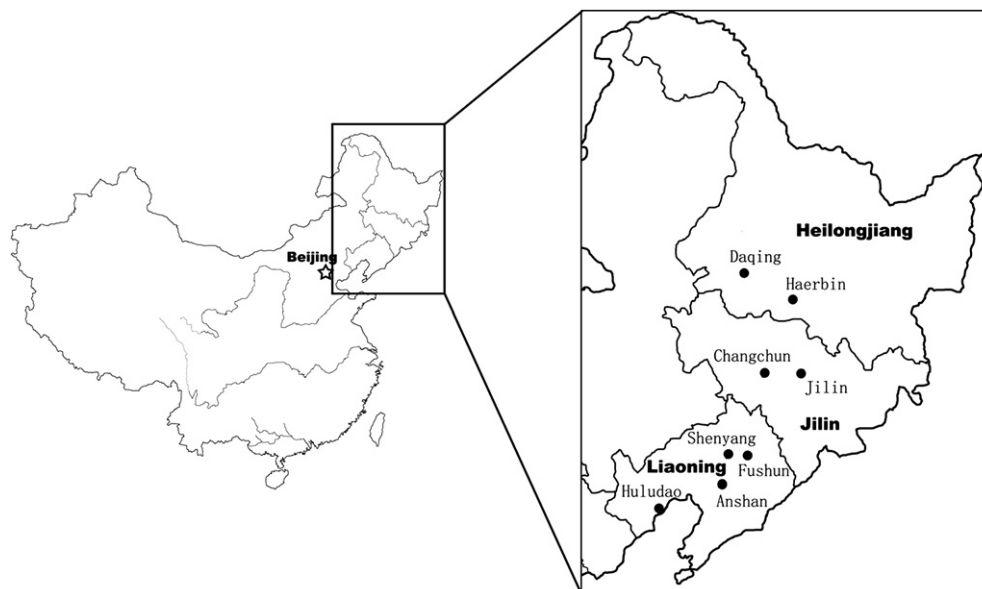 Beijing
Heilongjiang
Daqing
Haerbin
Changchun
Jilin
Jilin
Shenyang
Liaoning
Fushun
Huludao
Anshan